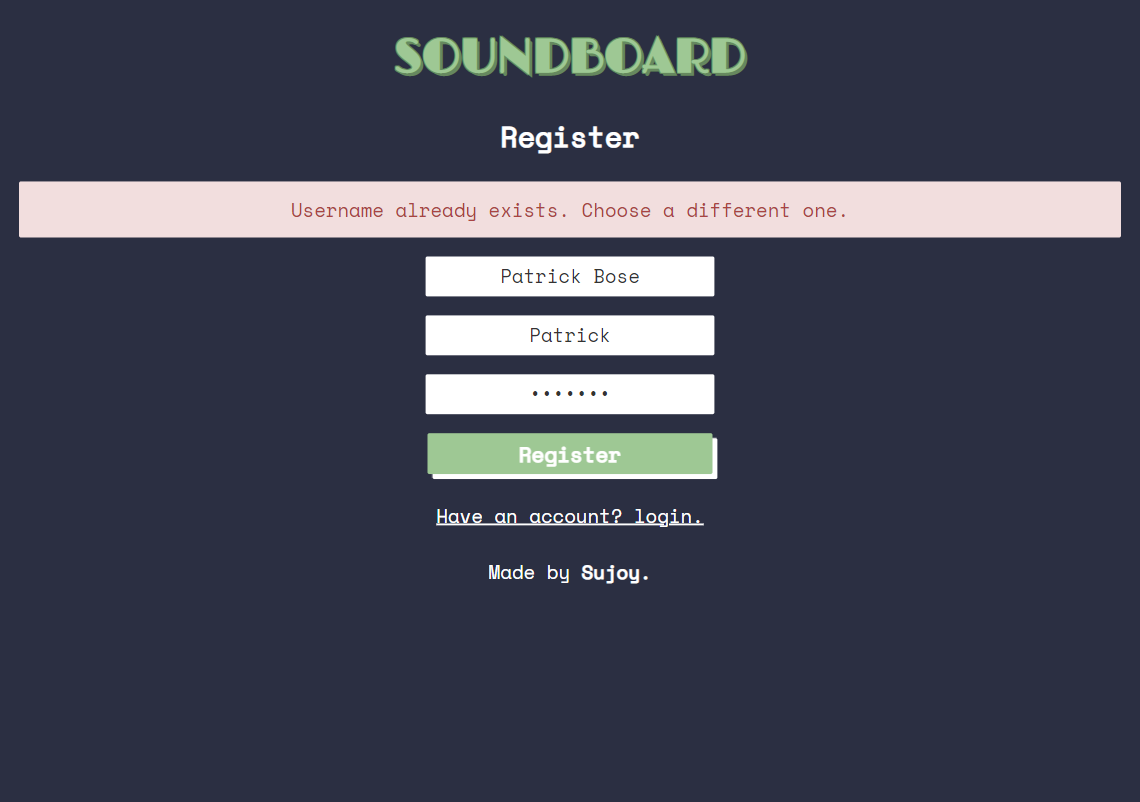 SOUNDBOARD
Register
Username already exists. Choose a different one.
Patrick Bose
Patrick
•••••••
Register
Have an account? login.
Made by Sujoy.